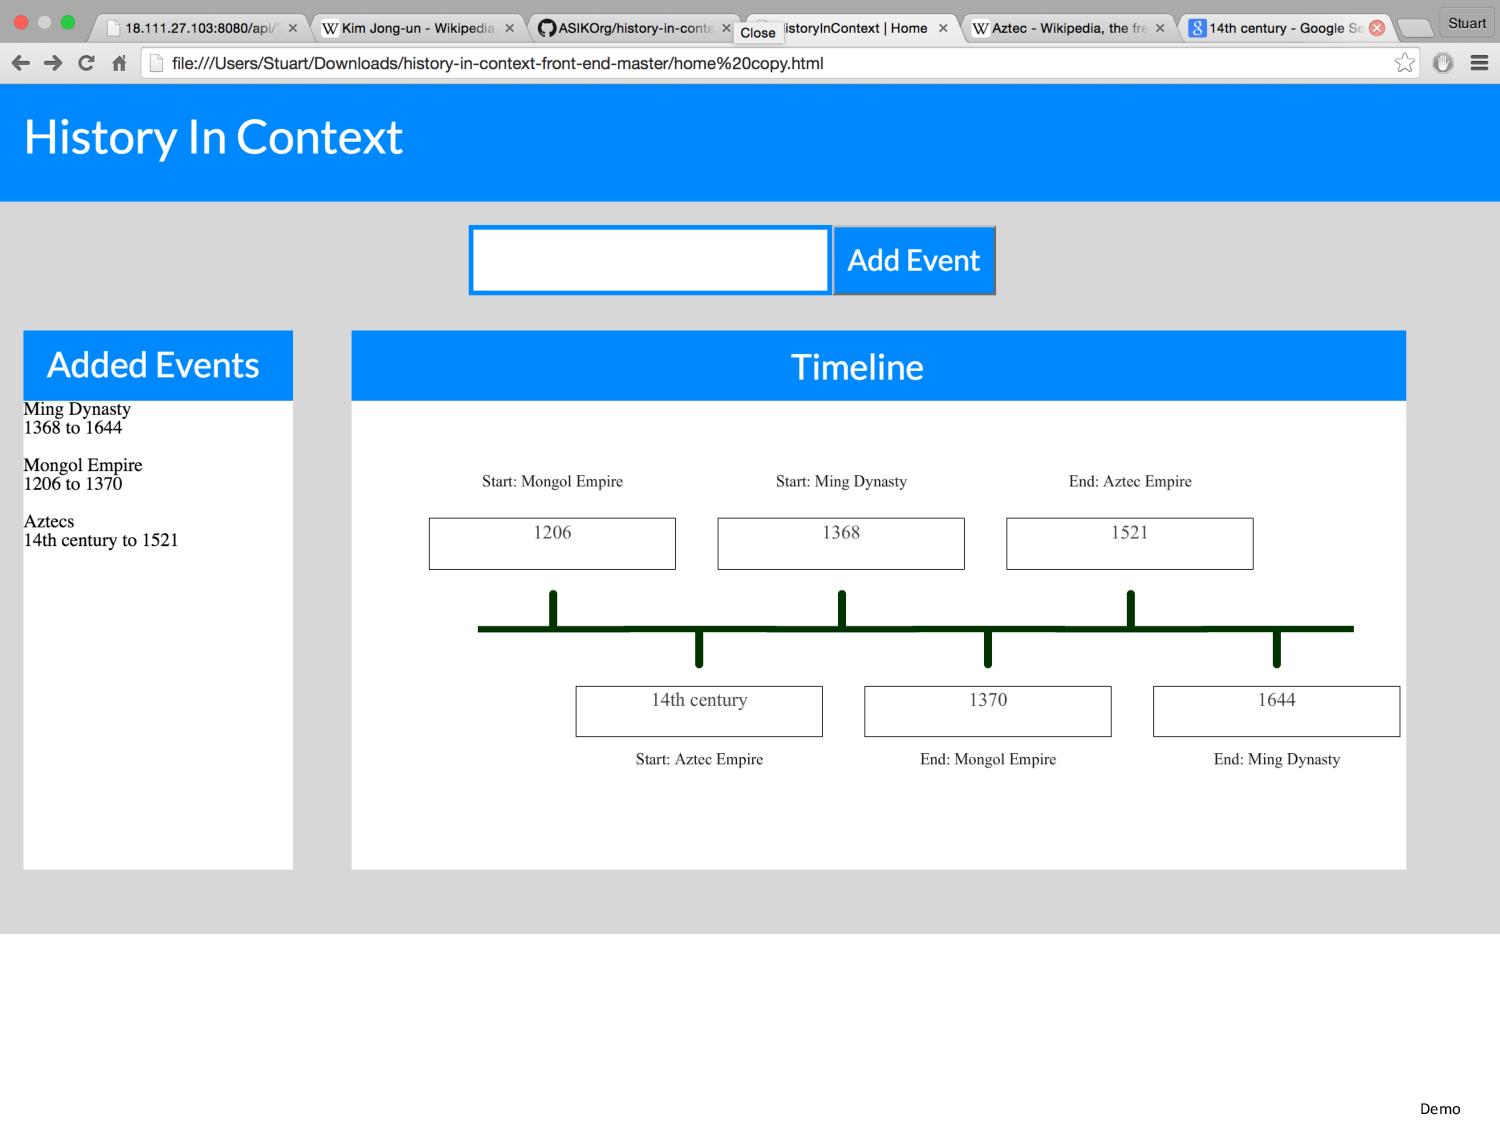 18.111.27.103:8080/api/
Kim Jong-un - Wikipedia
ASIKOrg/history-in-conte
Close
istoryInContext | Home
Aztec - Wikipedia, the fre
14th century - Google Se
Stuart
file:///Users/Stuart/Downloads/history-in-context-front-end-master/home%20copy.html
History In Context
Add Event
Added Events
Ming Dynasty
1368 to 1644
Mongol Empire
1206 to 1370
Aztecs
14th century to 1521
Timeline
Start: Mongol Empire
Start: Ming Dynasty
End: Aztec Empire
1206
1368
1521
14th century
1370
1644
Start: Aztec Empire
End: Mongol Empire
End: Ming Dynasty
Demo